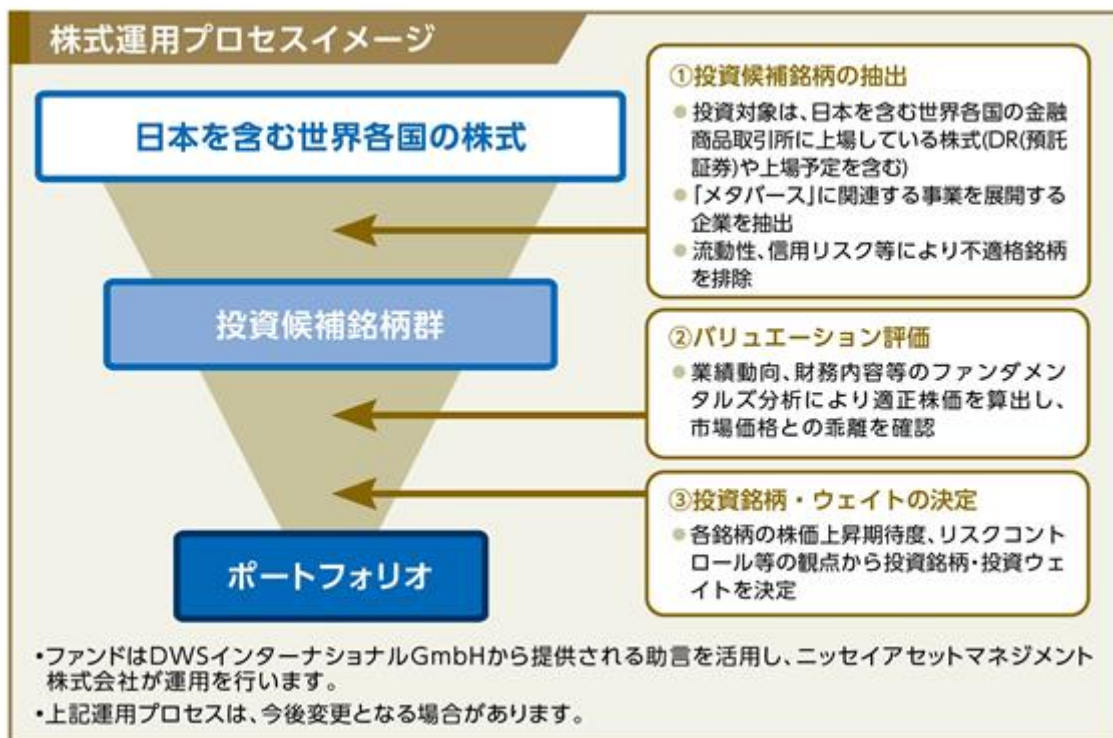 株式運用プロセスイメージ
日本を含む世界各国の株式
投資候補銘柄群
ポートフォリオ
①投資候補銘柄の抽出
●投資対象は、日本を含む世界各国の金融
商品取引所に上場している株式(DR(預託
証券)や上場予定を含む)
●「メタバース」に関連する事業を展開する
企業を抽出
●流動性、信用リスク等により不適格銘柄
を排除
②バリュエーション評価
●業績動向、財務内容等のファンダメン
タルズ分析により適正株価を算出し、
市場価格との乖離を確認
③投資銘柄・ウェイトの決定
●各銘柄の株価上昇期待度、リスクコント
ロール等の観点から投資銘柄・投資ウェ
イトを決定
・ファンドはDWSインターナショナルGmbHから提供される助言を活用し、ニッセイアセットマネジメント
株式会社が運用を行います。
・上記運用プロセスは、今後変更となる場合があります。